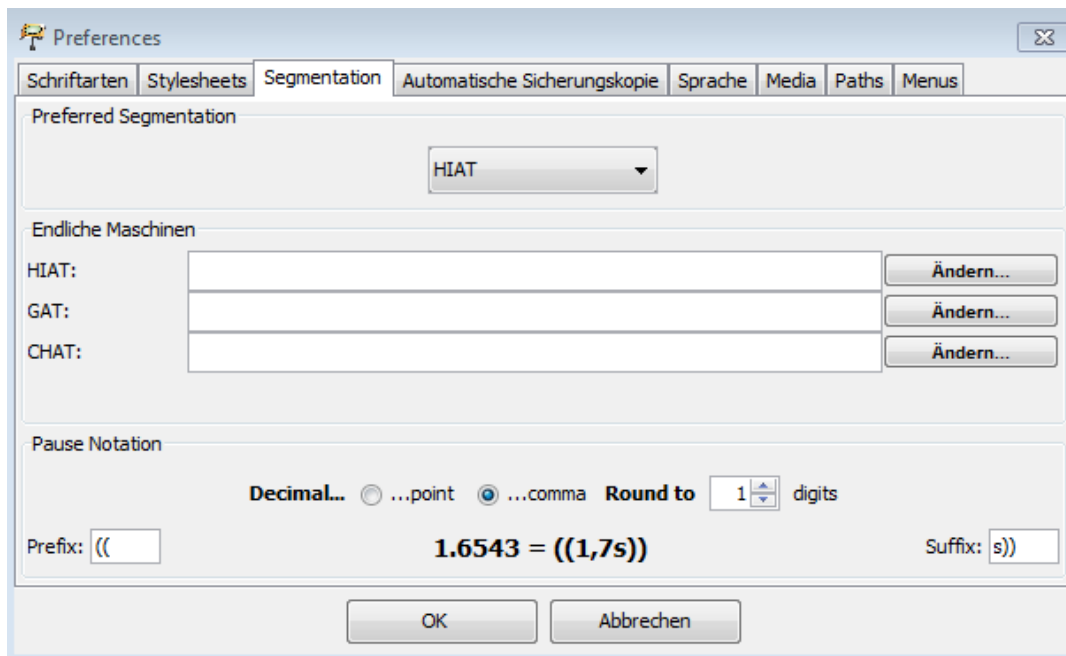 Preferences
Schriftarten Stylesheets Segmentation Automatische Sicherungskopie Sprache Media Paths Menus
Preferred Segmentation
HIAT
Endliche Maschinen
HIAT: Ändern...
GAT: Ändern...
CHAT: Ändern...
Pause Notation
Decimal... ...point ...comma Round to 1 digits
Prefix: (( 1.6543 = ((1,7s)) Suffix: s))
OK Abbrechen